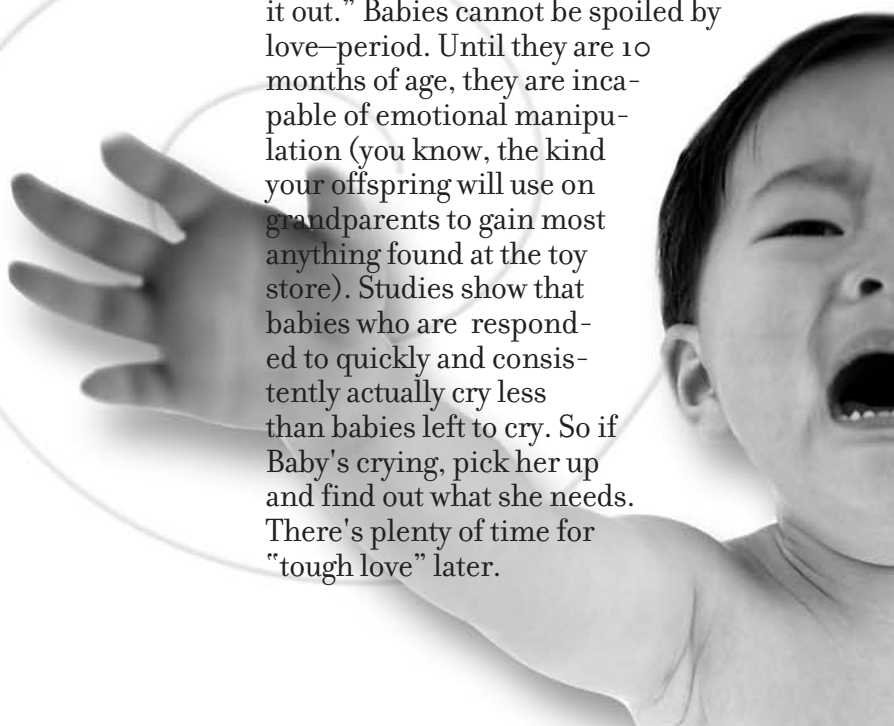 it out.” Babies cannot be spoiled by
love—period. Until they are 10
months of age, they are inca-
pable of emotional manipu-
lation (you know, the kind
your offspring will use on
grandparents to gain most
anything found at the toy
store). Studies show that
babies who are  respond-
ed to quickly and consis-
tently actually cry less
than babies left to cry. So if
Baby's crying, pick her up
and find out what she needs.
There's plenty of time for
“tough love” later.